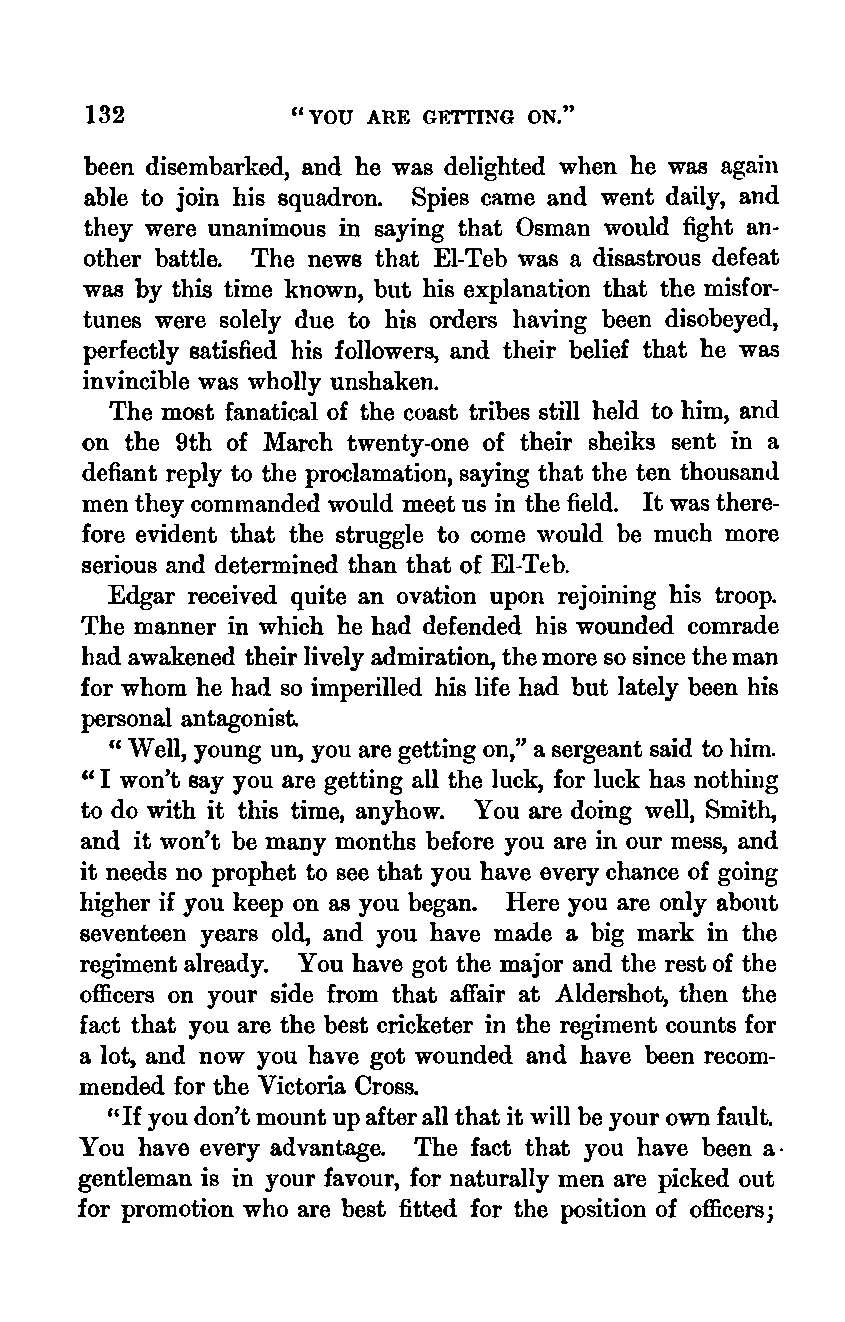 132 "YOU ARE GETTING ON."
been disembarked, and he was delighted when he was again
able to join his squadron. Spies came and went daily, and
they were unanimous in saying that Osman would fight an-
other battle. The news that El-Teb was a disastrous defeat
was by this time known, but his explanation that the misfor-
tunes were solely due to his orders having been disobeyed,
perfectly satisfied his followers, and their belief that he was
invincible was wholly unshaken.
The most fanatical of the coast tribes still held to him, and
on the 9th of March twenty-one of their sheiks sent in a
defiant reply to the proclamation, saying that the ten thousand
men they commanded would meet us in the field. It was there-
fore evident that the struggle to come would be much more
serious and determined than that of El-Teb.
Edgar received quite an ovation upon rejoining his troop.
The manner in which he had defended his wounded comrade
had awakened their lively admiration, the more so since the man
for whom he had so imperilled his life had but lately been his
personal antagonist.
"Well, young un, you are getting on," a sergeant said to him.
"I won't say you are getting all the luck, for luck has nothing
to do with it this time, anyhow. You are doing well, Smith,
and it won't be many months before you are in our mess, and
it needs no prophet to see that you have every chance of going
higher if you keep on as you began. Here you are only about
seventeen years old, and you have made a big mark in the
regiment already. You have got the major and the rest of the
officers on your side from that affair at Aldershot, then the
fact that you are the best cricketer in the regiment counts for
a lot, and now you have got wounded and have been recom-
mended for the Victoria Cross.
"If you don't mount up after all that it will be your own fault.
You have every advantage. The fact that you have been a
gentleman is in your favour, for naturally men are picked out
for promotion who are best fitted for the position of officers;